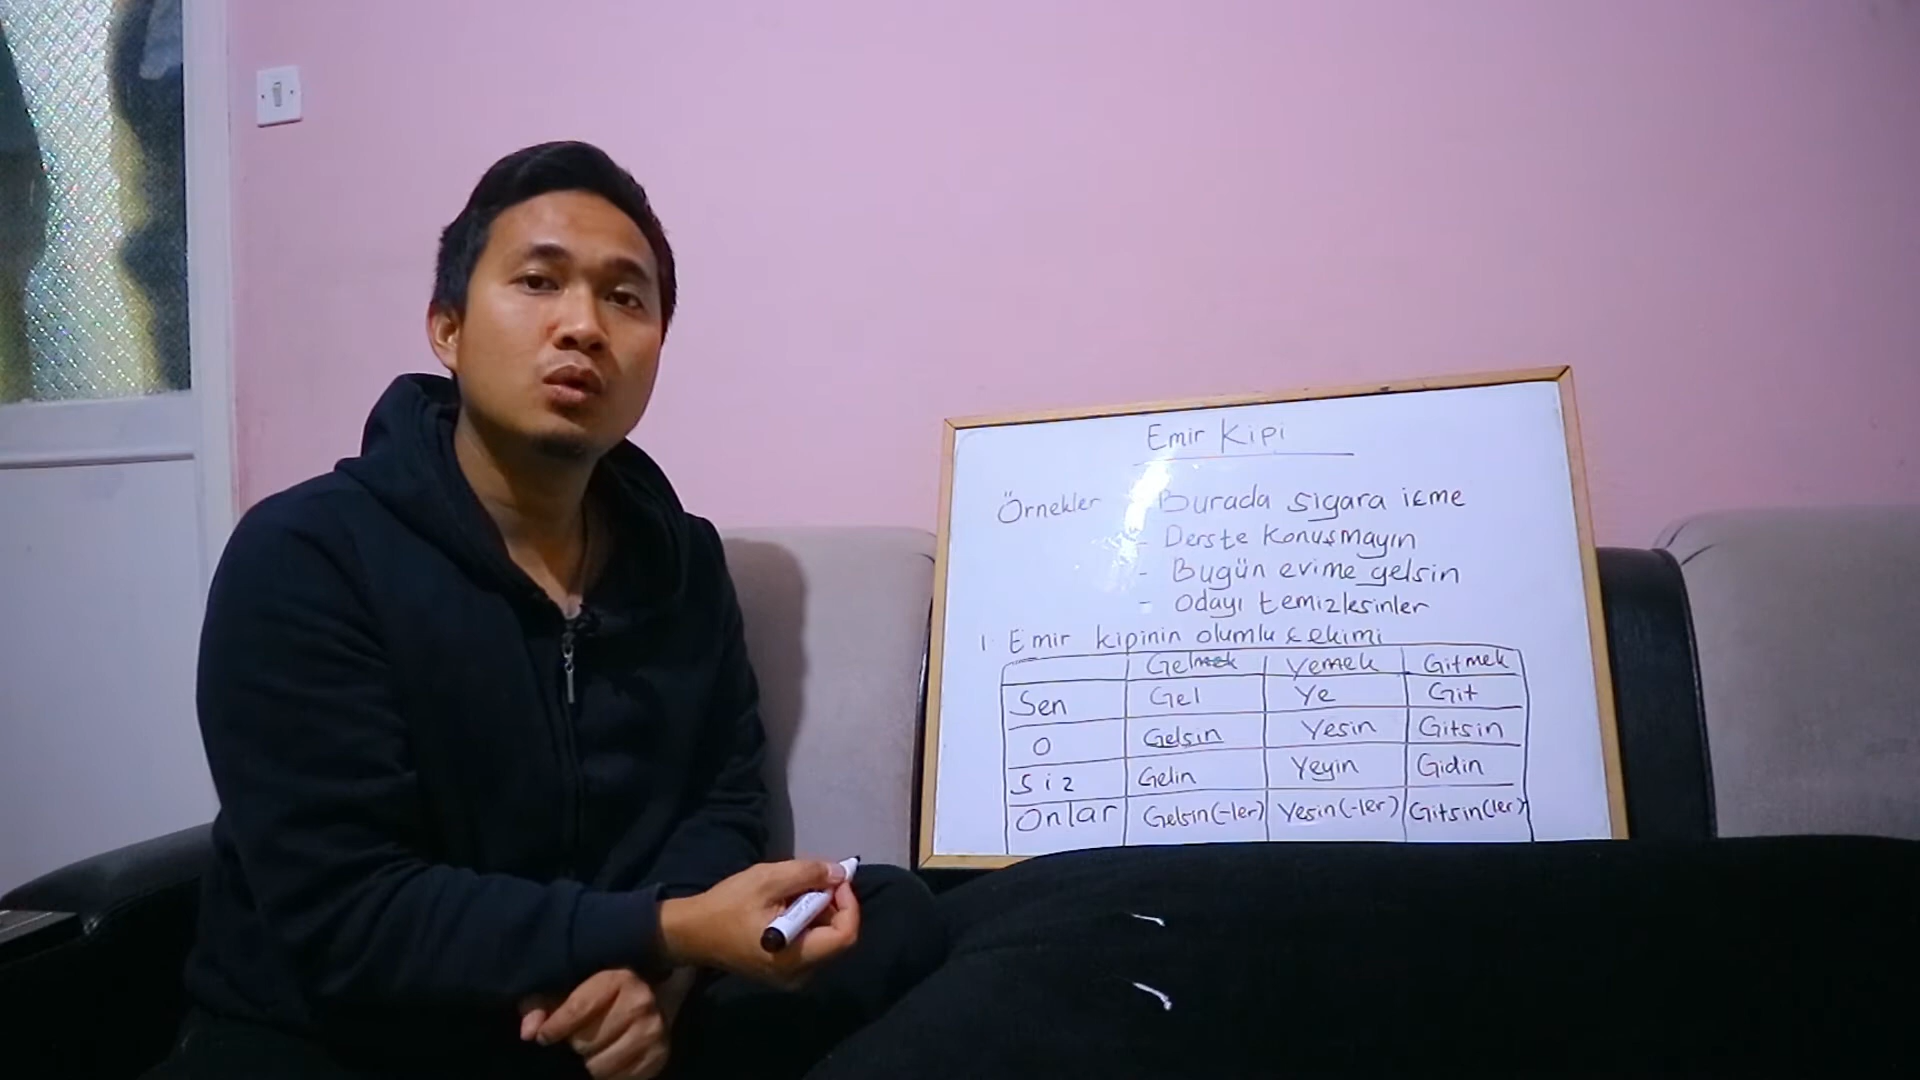 Emir Kipi
Örnekler - Burada sigara içme
- Derste konuşmayın
- Bugün evime gelsin
- Odayı temizlesinler
1. Emir kipinin olumlu çekimi
Gelmek Yemek Gitmek
Sen Gel Ye Git
O Gelsin Yesin Gitsin
Siz Gelin Yeyin Gidin
Onlar Gelsin(-ler) Yesin(-ler) Gitsin(ler)